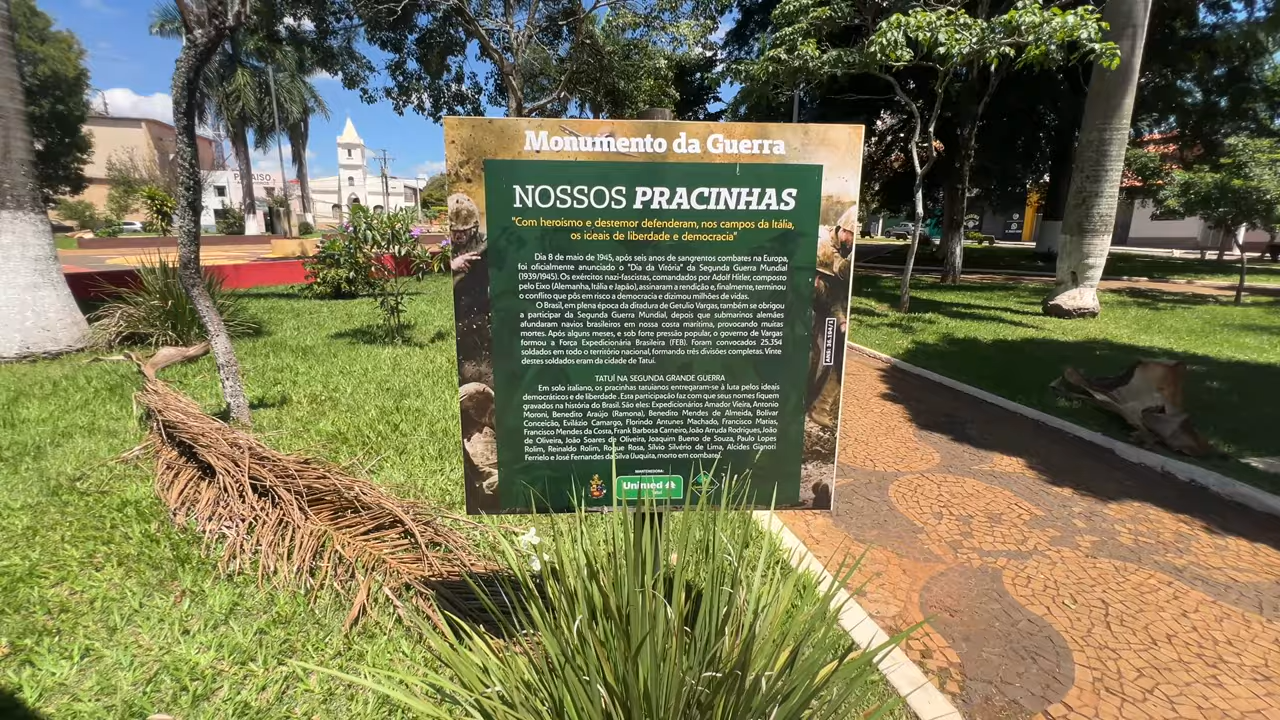 Monumento da Guerra
NOSSOS PRACINHAS
"Com heroísmo e destemor defenderam, nos campos da Itália,
os ideais de liberdade e democracia"
Dia 8 de maio de 1945, após seis anos de sangrentos combates na Europa,
foi oficialmente anunciado o "Dia da Vitória" da Segunda Guerra Mundial
(1939/1945). Os exércitos nazi-fascistas, comandados por Adolf Hitler, composto
pelo Eixo (Alemanha, Itália e Japão), assinaram a rendição e, finalmente, terminou
o conflito que pôs em risco a democracia e dizimou milhões de vidas.
O Brasil, em plena época da ditadura de Getulio Vargas, também se obrigou
a participar da Segunda Guerra Mundial, depois que submarinos alemães
afundaram navios brasileiros em nossa costa marítima, provocando muitas
mortes. Após alguns meses, e sob forte pressão popular, o governo de Vargas
formou a Força Expedicionária Brasileira (FEB). Foram convocados 25.354
soldados em todo o território nacional, formando três divisões completas. Vinte
destes soldados eram da cidade de Tatuí.
TATUÍ NA SEGUNDA GRANDE GUERRA
Em solo italiano, os pracinhas tatuianos entregaram-se à luta pelos ideais
democráticos e de liberdade. Esta participação faz com que seus nomes fiquem
gravados na história do Brasil. São eles: Expedicionários Amador Vieira, Antonio
Moroni, Benedito Araújo (Ramona), Benedito Mendes de Almeida, Bolivar
Conceição, Evilázio Camargo, Florindo Antunes Machado, Francisco Matias,
Francisco Mendes da Costa, Frank Barbosa Carneiro, João Arruda Rodrigues, João
de Oliveira, João Soares de Oliveira, Joaquim Bueno de Souza, Paulo Lopes
Rolim, Reinaldo Rolim, Roque Rosa, Sílvio Silvério de Lima, Alcides Gianoti
Ferrielo e José Fernandes da Silva (Juquita, morto em combate).
MANTENEDORA:
Unimed
Tatuí